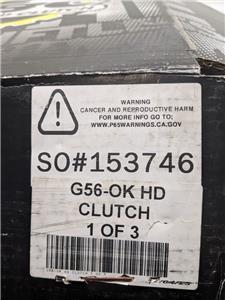 WARNING
CANCER AND REPRODUCTIVE HARM
FOR MORE INFO GO TO:
WWW.P65WARNINGS.CA.GOV
SO#153746
G56-OK HD
CLUTCH
1 OF 3